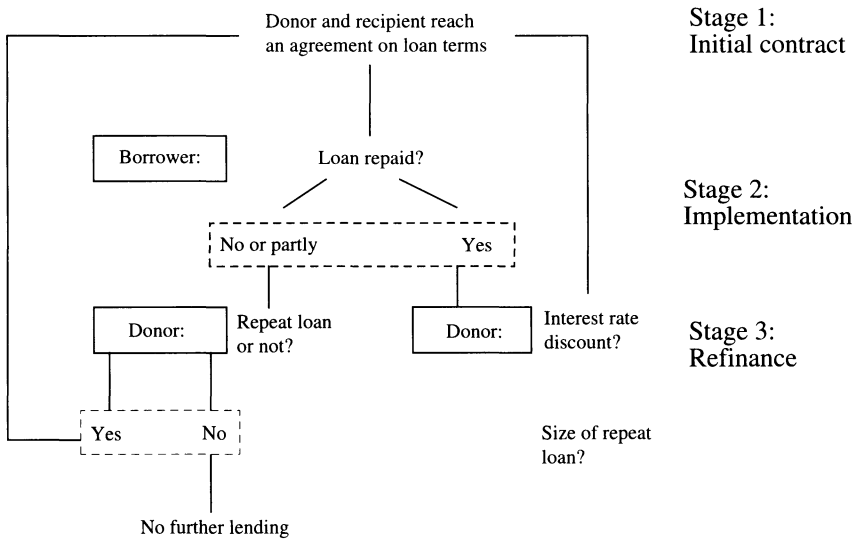 Donor and recipient reach
an agreement on loan terms
Stage 1:
Initial contract
Borrower:
Loan repaid?
Stage 2:
Implementation
No or partly
Yes
Donor:
Repeat loan
or not?
Donor:
Interest rate
discount?
Stage 3:
Refinance
Yes
No
Size of repeat
loan?
No further lending